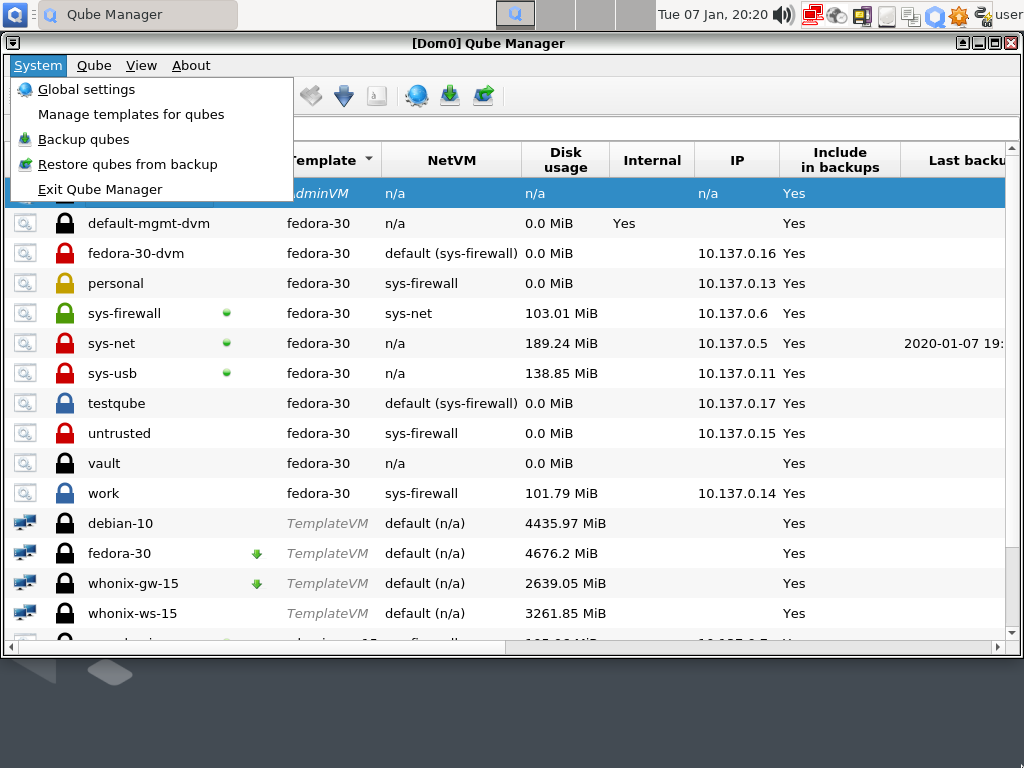 Qube Manager
Tue 07 Jan, 20:20
user
[Dom0] Qube Manager
System Qube View About
Global settings
Manage templates for qubes
Backup qubes
Restore qubes from backup
Exit Qube Manager
a
Template NetVM Disk usage Internal IP Include in backups Last backu
AdminVM n/a n/a n/a Yes
default-mgmt-dvm fedora-30 n/a 0.0 MiB Yes Yes
fedora-30-dvm fedora-30 default (sys-firewall) 0.0 MiB 10.137.0.16 Yes
personal fedora-30 sys-firewall 0.0 MiB 10.137.0.13 Yes
sys-firewall fedora-30 sys-net 103.01 MiB 10.137.0.6 Yes
sys-net fedora-30 n/a 189.24 MiB 10.137.0.5 Yes 2020-01-07 19:
sys-usb fedora-30 n/a 138.85 MiB 10.137.0.11 Yes
testqube fedora-30 default (sys-firewall) 0.0 MiB 10.137.0.17 Yes
untrusted fedora-30 sys-firewall 0.0 MiB 10.137.0.15 Yes
vault fedora-30 n/a 0.0 MiB Yes
work fedora-30 sys-firewall 101.79 MiB 10.137.0.14 Yes
debian-10 TemplateVM default (n/a) 4435.97 MiB Yes
fedora-30 TemplateVM default (n/a) 4676.2 MiB Yes
whonix-gw-15 TemplateVM default (n/a) 2639.05 MiB Yes
whonix-ws-15 TemplateVM default (n/a) 3261.85 MiB Yes